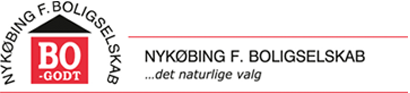 NYKØBING F. BOLIGSELSKAB
BO
-GODT
NYKØBING F. BOLIGSELSKAB
...det naturlige valg